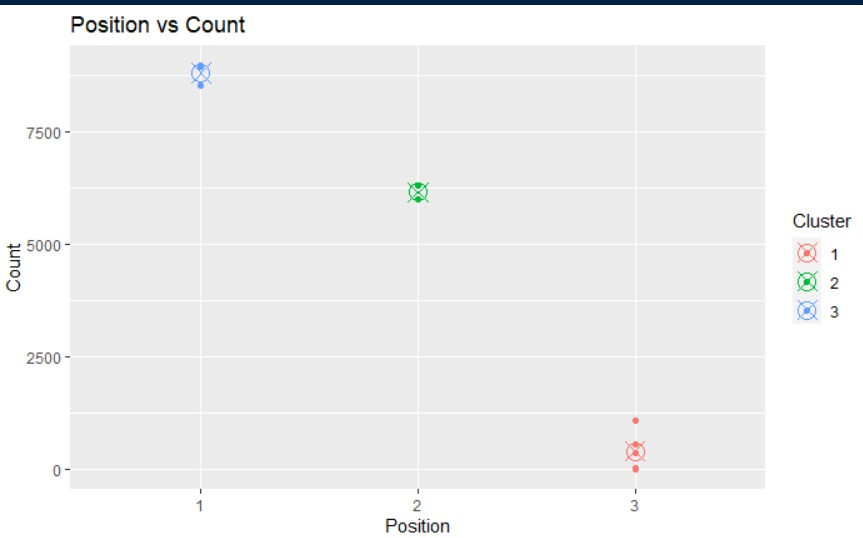 Position vs Count
Count
7500
5000
2500
0
1
2
3
Position
Cluster
1
2
3